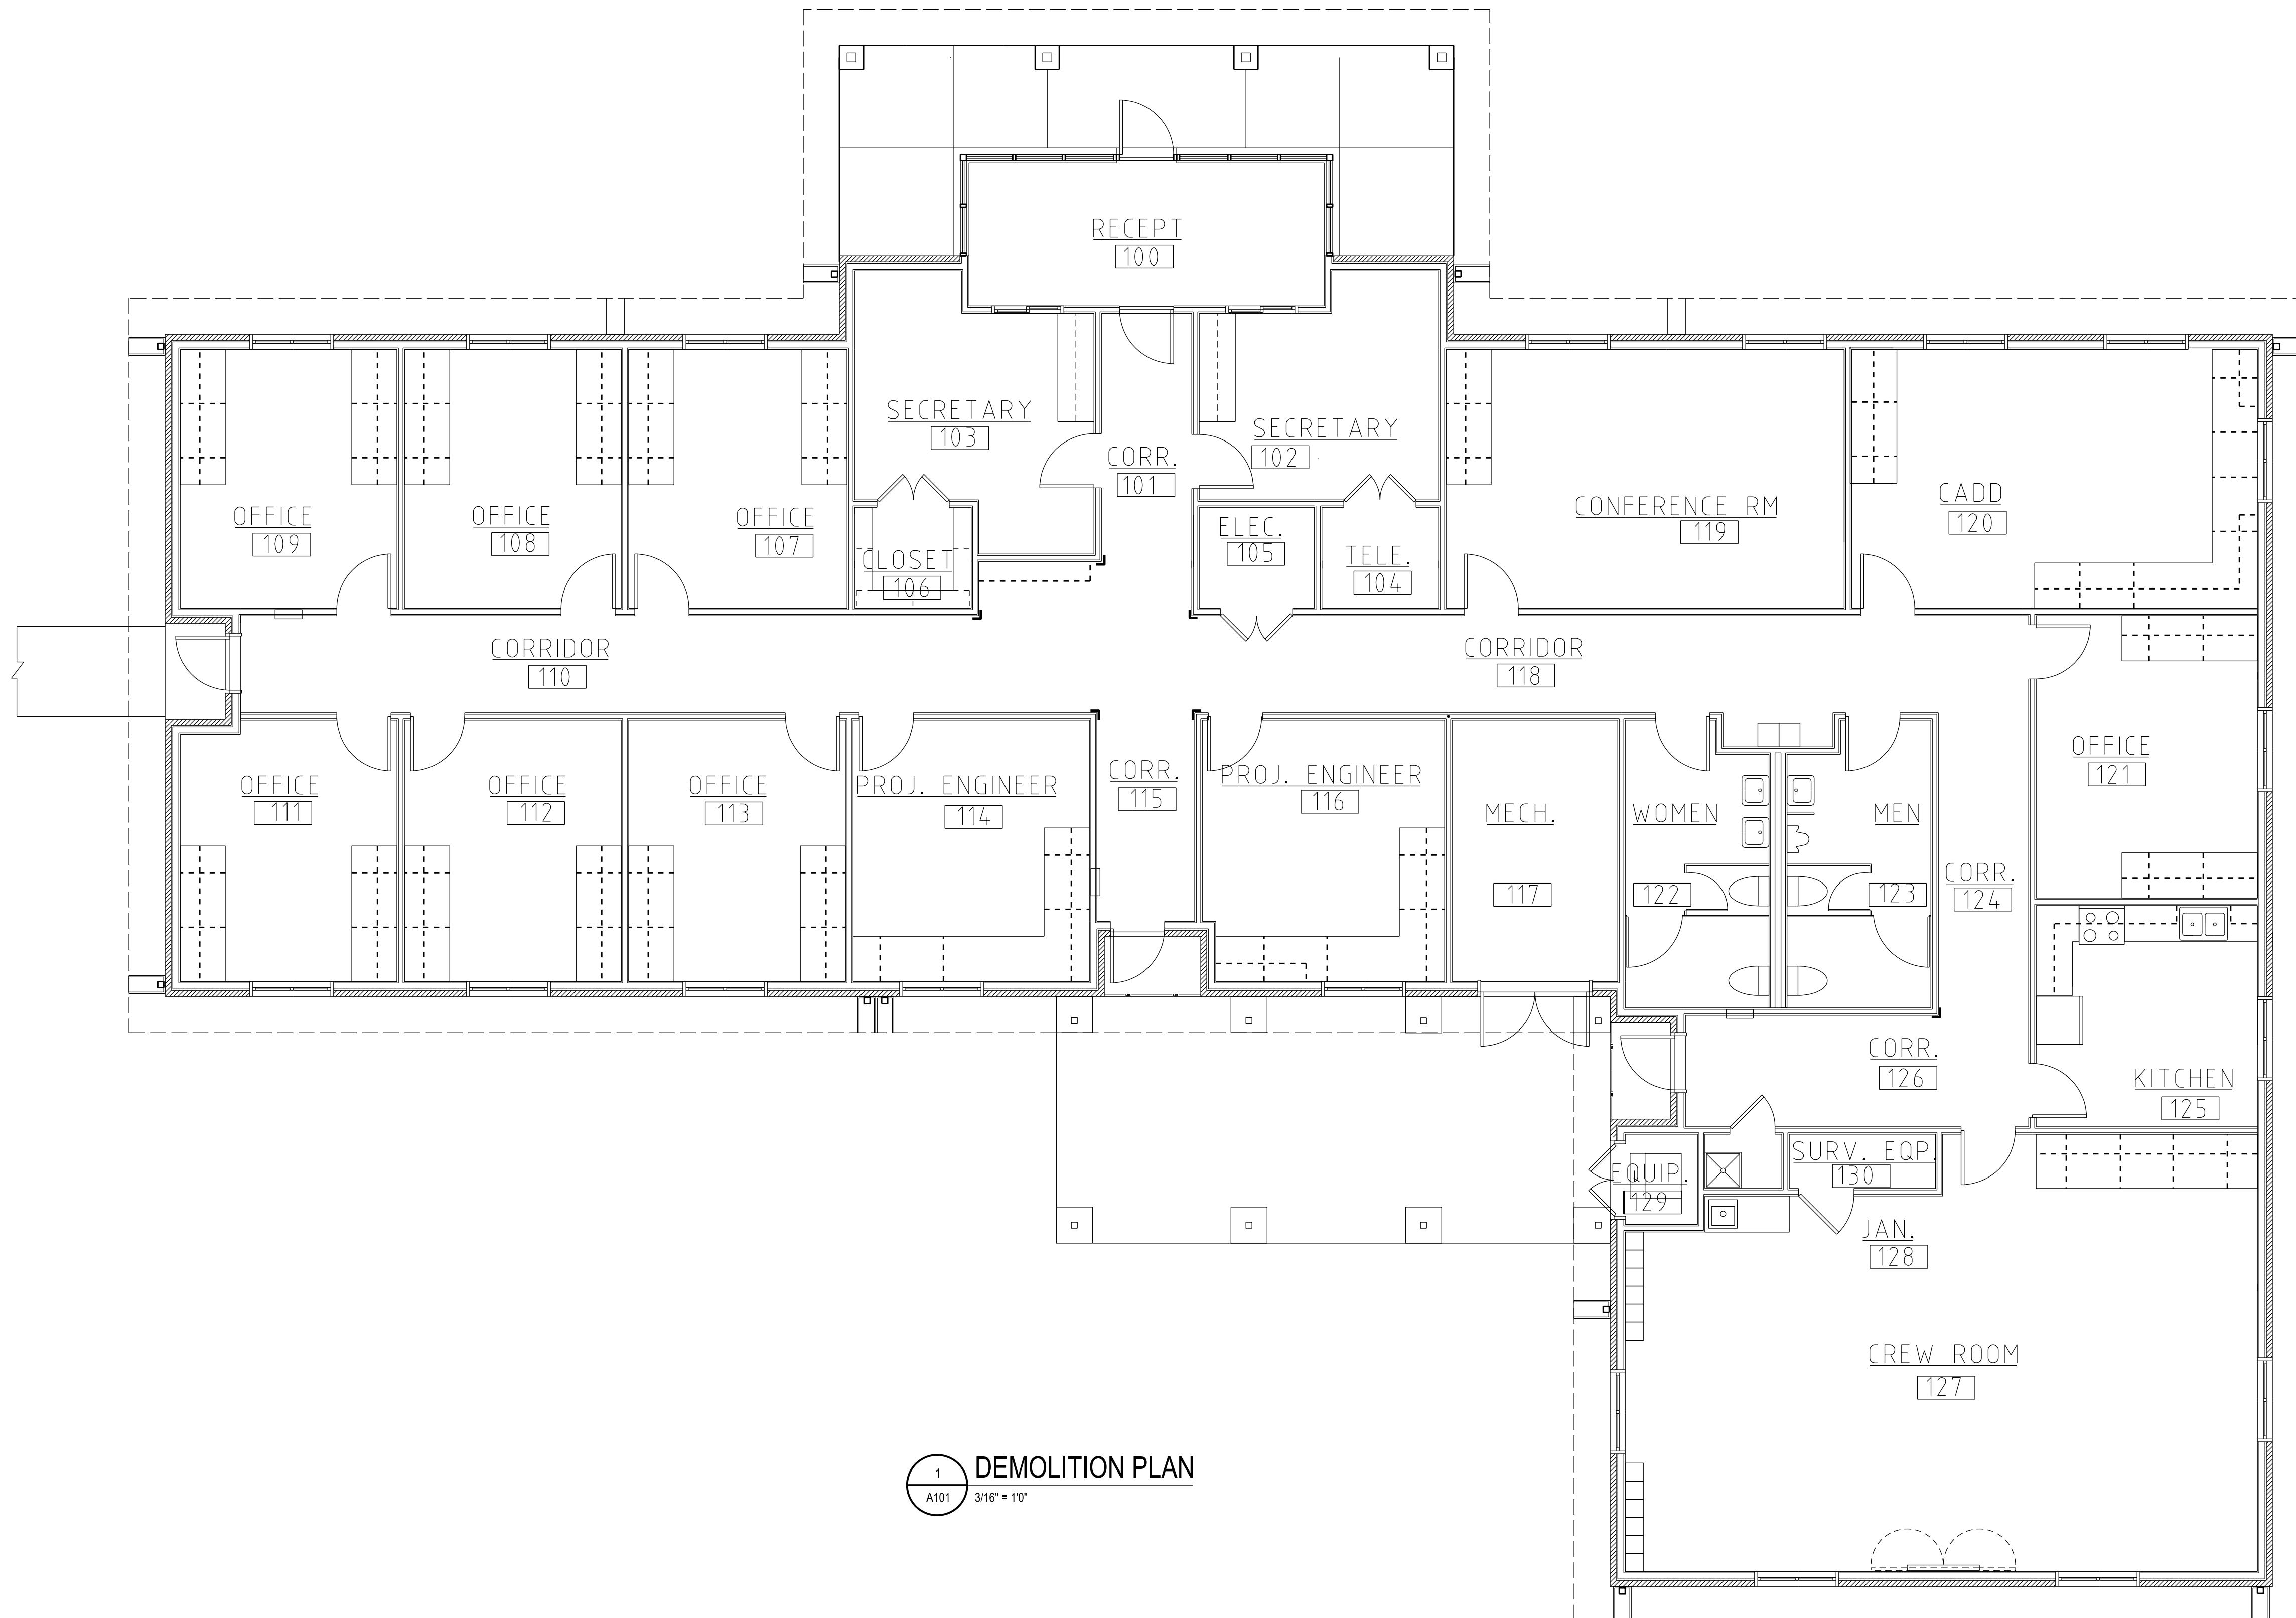 RECEPT
100
SECRETARY
103
SECRETARY
102
CORR.
101
OFFICE
109
OFFICE
108
OFFICE
107
CLOSET
106
ELEC.
105
TELE.
104
CONFERENCE RM
119
CADD
120
CORRIDOR
110
CORRIDOR
118
OFFICE
111
OFFICE
112
OFFICE
113
PROJ. ENGINEER
114
CORR.
115
PROJ. ENGINEER
116
MECH.
117
WOMEN
122
MEN
123
CORR.
124
OFFICE
121
CORR.
126
KITCHEN
125
EQUIP.
129
SURV. EQP.
130
JAN.
128
CREW ROOM
127
1
A101
DEMOLITION PLAN
3/16" = 1'0"